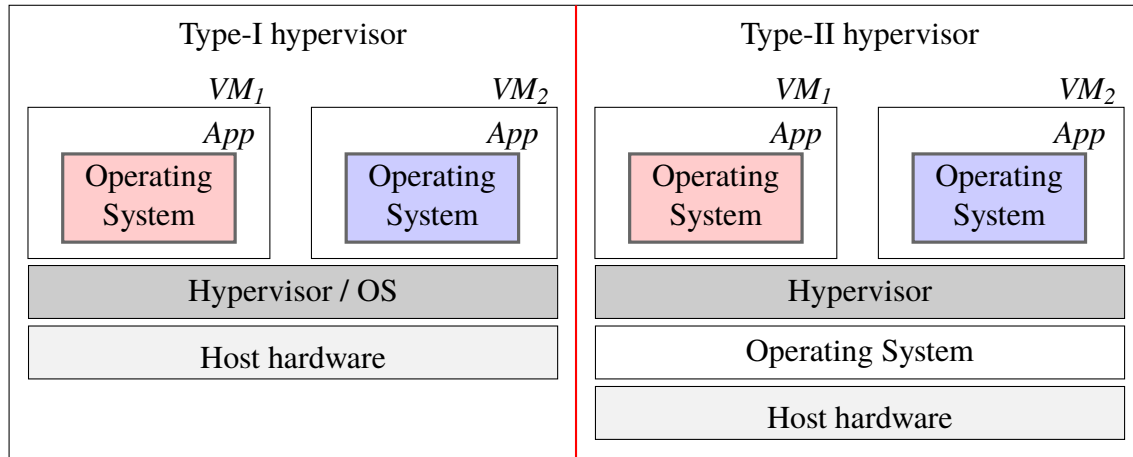 Type-I hypervisor
VM1
VM2
App
App
Operating
System
Operating
System
Hypervisor / OS
Host hardware
Type-II hypervisor
VM1
VM2
App
App
Operating
System
Operating
System
Hypervisor
Operating System
Host hardware